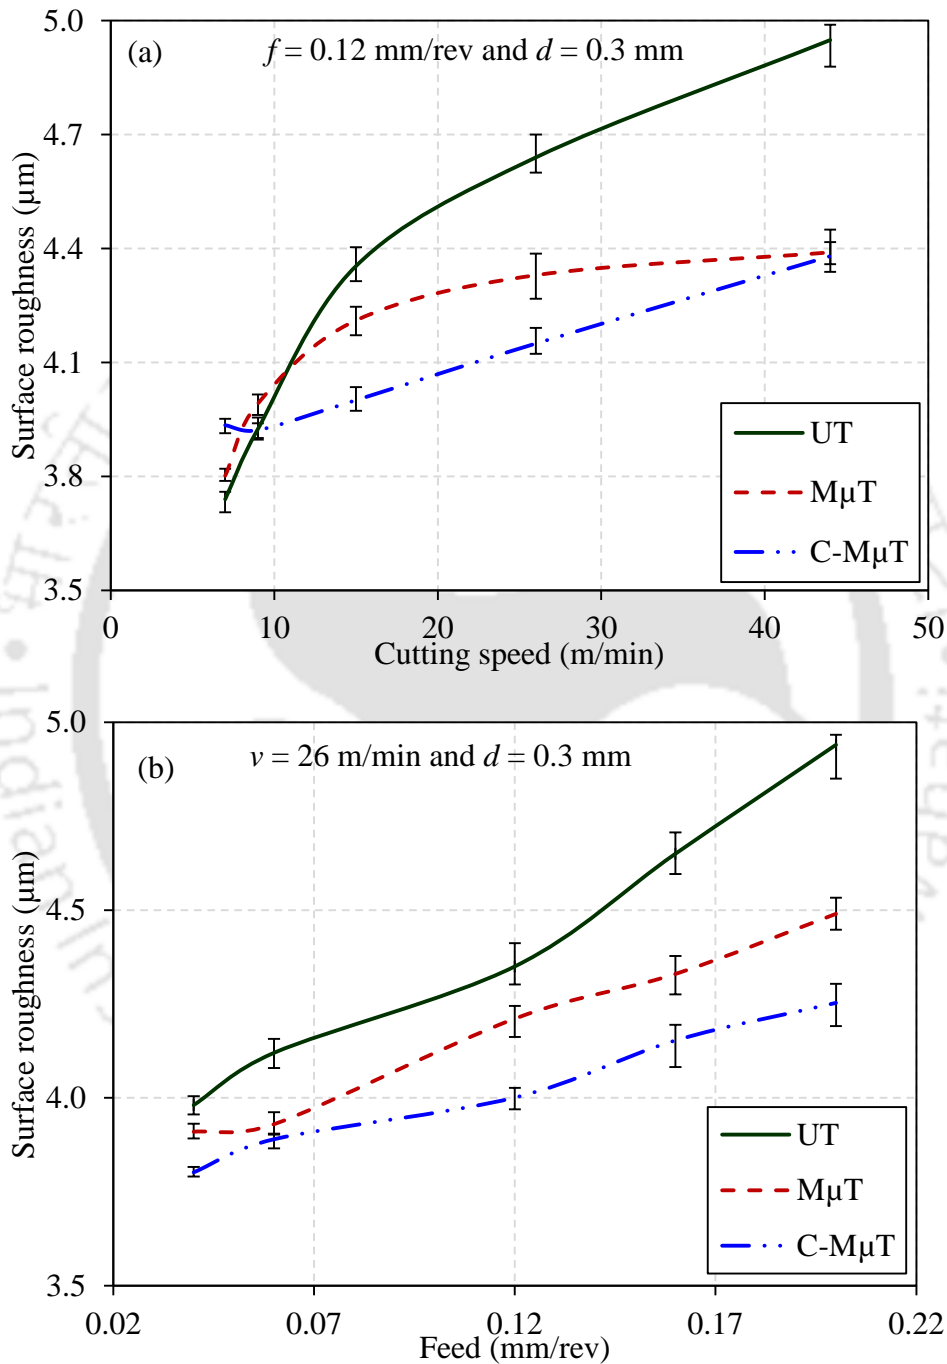 5.0
(a)
f = 0.12 mm/rev and d = 0.3 mm
4.7
4.4
4.1
3.8
3.5
Surface roughness (µm)
UT
MµT
C-MµT
0 10 20 30 40 50
Cutting speed (m/min)
5.0
(b)
v = 26 m/min and d = 0.3 mm
4.5
4.0
3.5
Surface roughness (µm)
UT
MµT
C-MµT
0.02 0.07 0.12 0.17 0.22
Feed (mm/rev)
Indian Ins